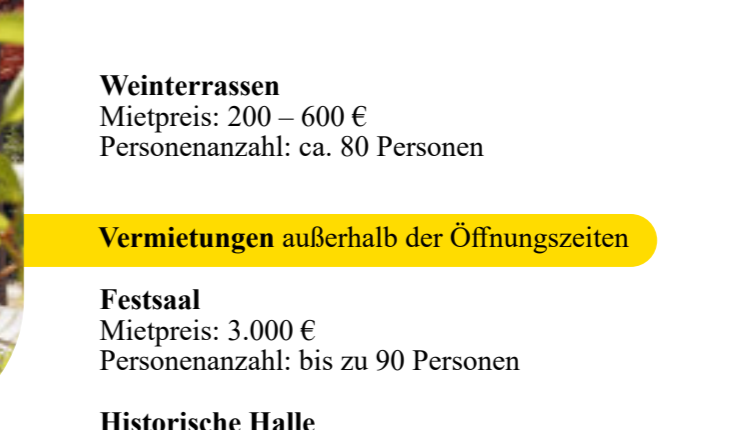 Weinterrassen
Mietpreis: 200 – 600 €
Personenanzahl: ca. 80 Personen
Vermietungen außerhalb der Öffnungszeiten
Festsaal
Mietpreis: 3.000 €
Personenanzahl: bis zu 90 Personen
Historische Halle